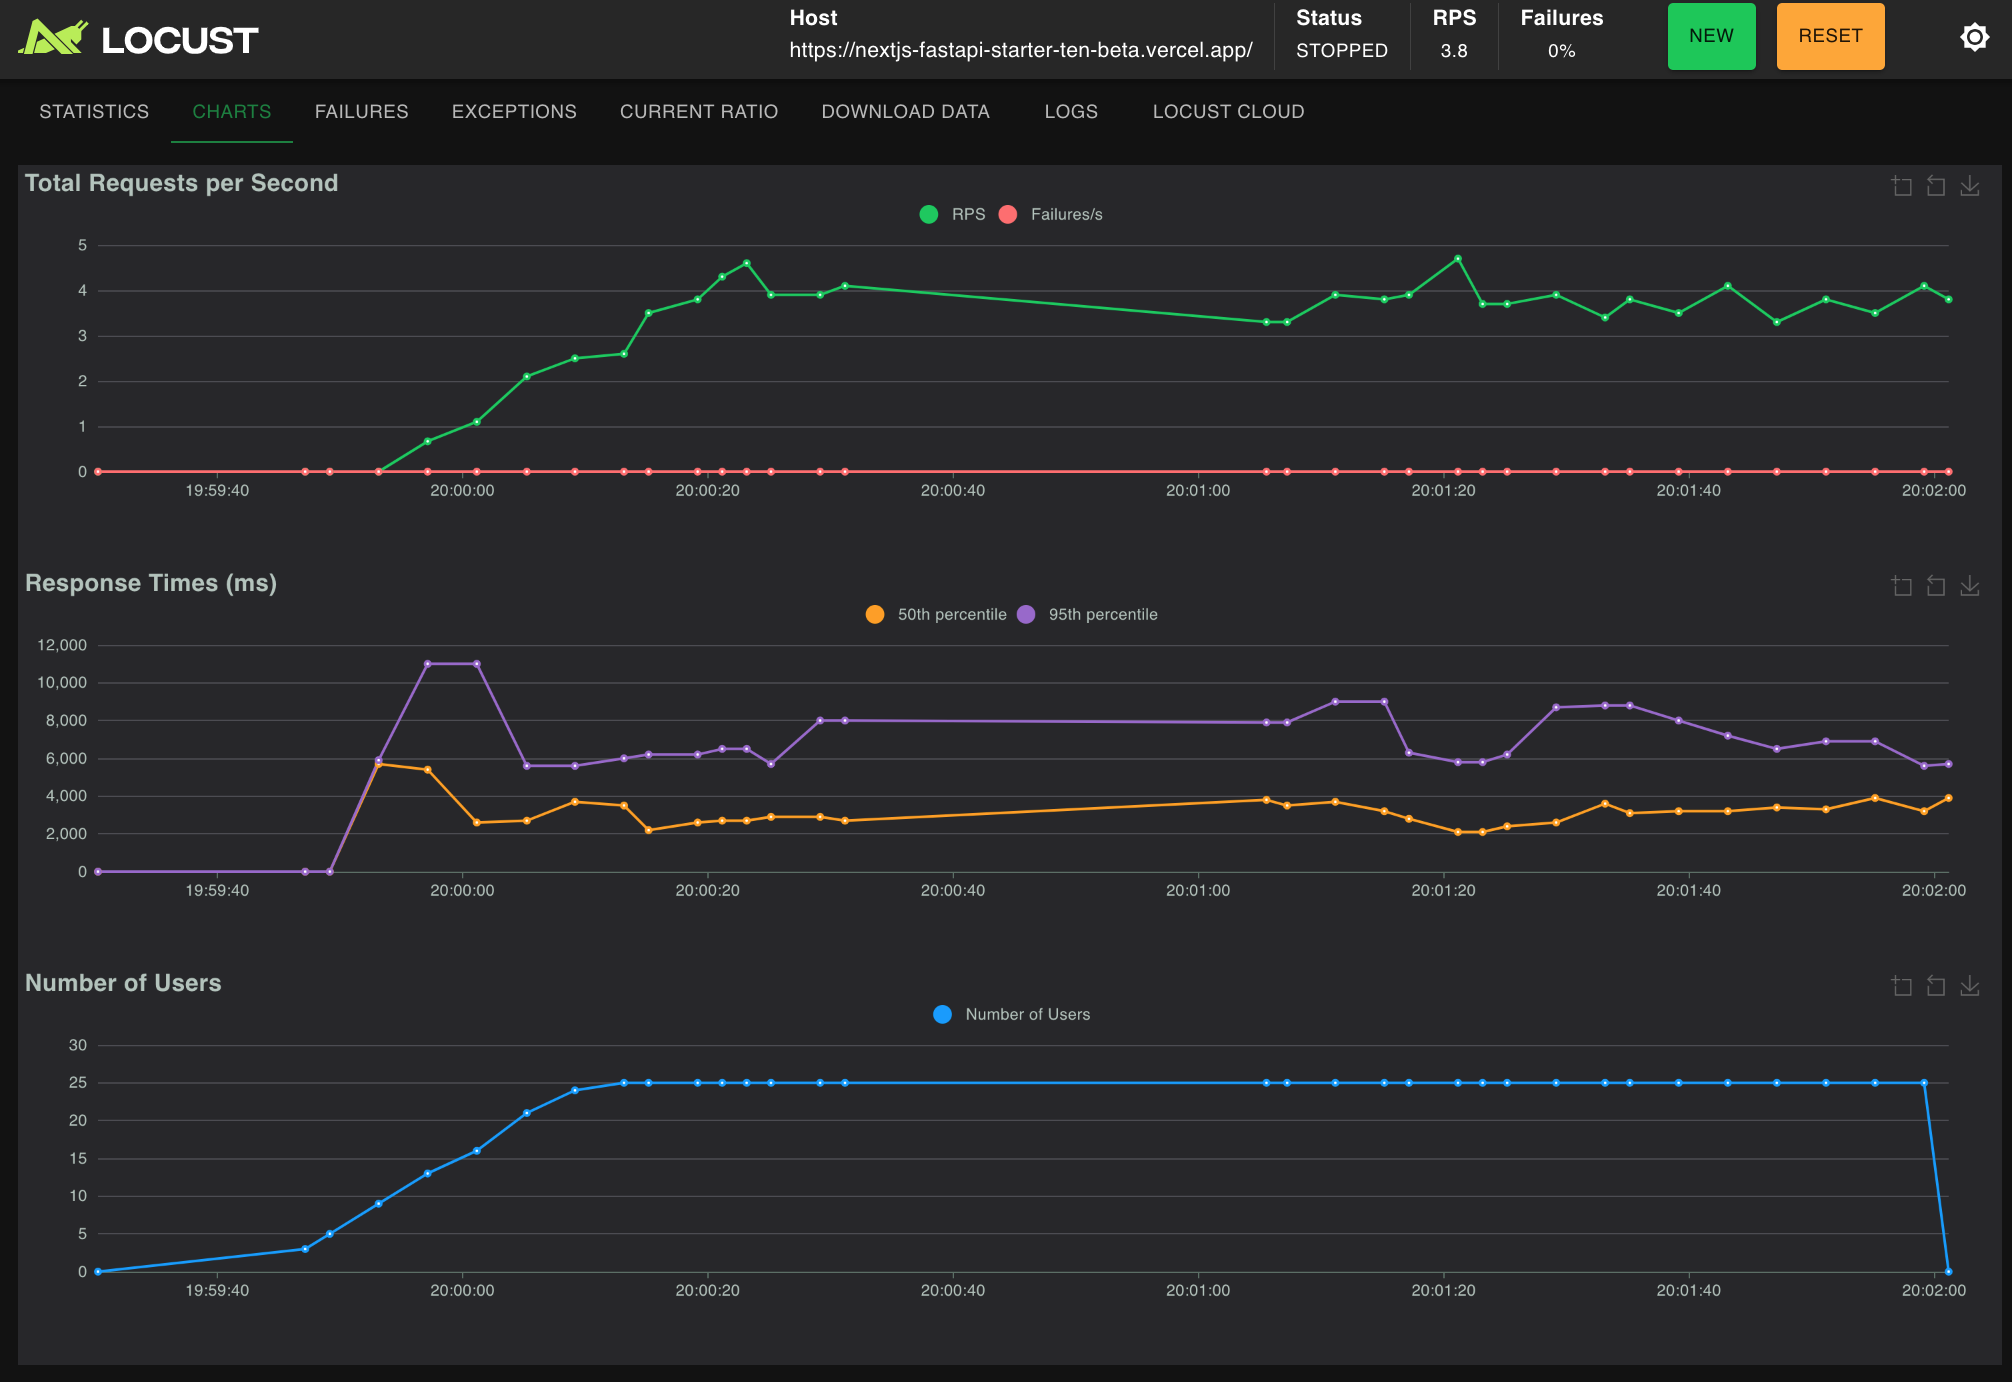 LOCUST
Host
https://nextjs-fastapi-starter-ten-beta.vercel.app/
Status
STOPPED
RPS
3.8
Failures
0%
NEW
RESET
STATISTICS CHARTS FAILURES EXCEPTIONS CURRENT RATIO DOWNLOAD DATA LOGS LOCUST CLOUD
Total Requests per Second
RPS Failures/s
5
4
3
2
1
0
19:59:40 20:00:00 20:00:20 20:00:40 20:01:00 20:01:20 20:01:40 20:02:00
Response Times (ms)
50th percentile 95th percentile
12,000
10,000
8,000
6,000
4,000
2,000
0
19:59:40 20:00:00 20:00:20 20:00:40 20:01:00 20:01:20 20:01:40 20:02:00
Number of Users
Number of Users
30
25
20
15
10
5
0
19:59:40 20:00:00 20:00:20 20:00:40 20:01:00 20:01:20 20:01:40 20:02:00